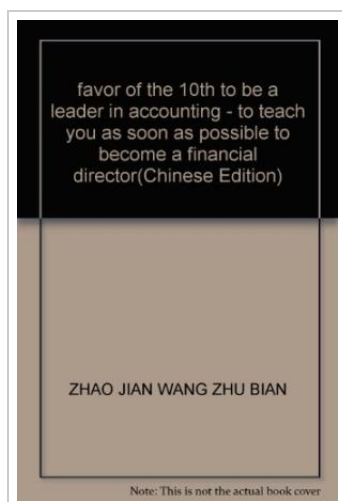 favor of the 10th to be a
leader in accounting - to teach
you as soon as possible to
become a financial
director(Chinese Edition)
ZHAO JIAN WANG ZHU BIAN
Note: This is not the actual book cover